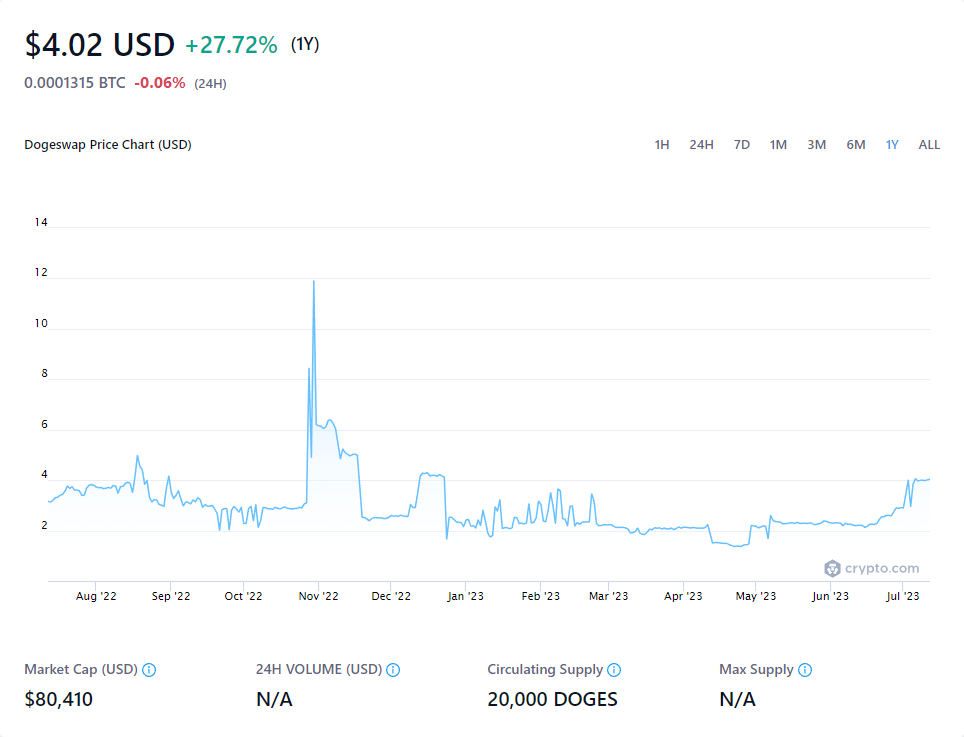 $4.02 USD +27.72% (1Y)
0.0001315 BTC -0.06% (24H)
Dogeswap Price Chart (USD) 1H 24H 7D 1M 3M 6M 1Y ALL
14
12
10
8
6
4
2
crypto.com
Aug '22 Sep '22 Oct '22 Nov '22 Dec '22 Jan '23 Feb '23 Mar '23 Apr '23 May '23 Jun '23 Jul '23
Market Cap (USD) 24H VOLUME (USD) Circulating Supply Max Supply
$80,410 N/A 20,000 DOGES N/A